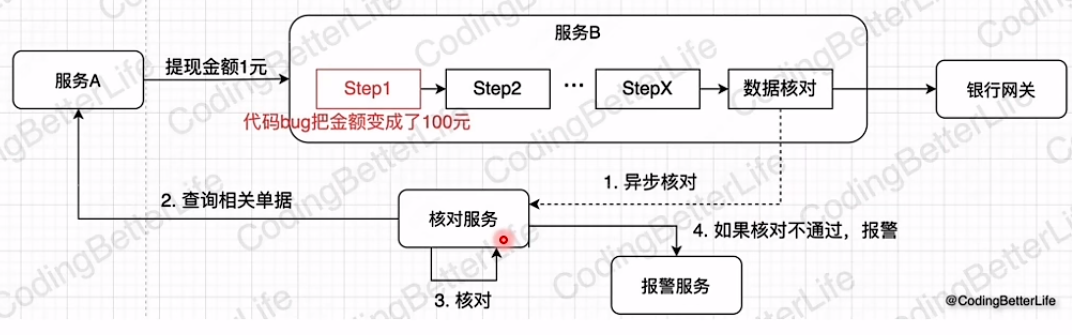 服务B
服务A
提现金额1元
Step1
Step2
...
StepX
数据核对
银行网关
代码bug把金额变成了100元
1. 异步核对
2. 查询相关单据
核对服务
4. 如果核对不通过，报警
3. 核对
报警服务
@CodingBetterLife
CodingBetterLife